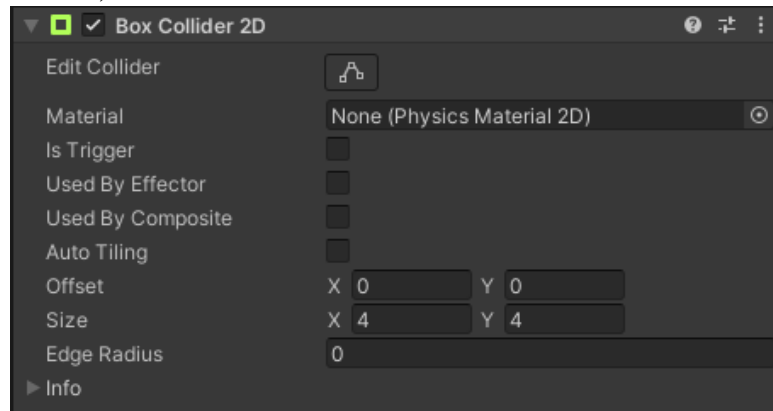 Box Collider 2D
Edit Collider
Material None (Physics Material 2D)
Is Trigger
Used By Effector
Used By Composite
Auto Tiling
Offset X 0 Y 0
Size X 4 Y 4
Edge Radius 0
Info